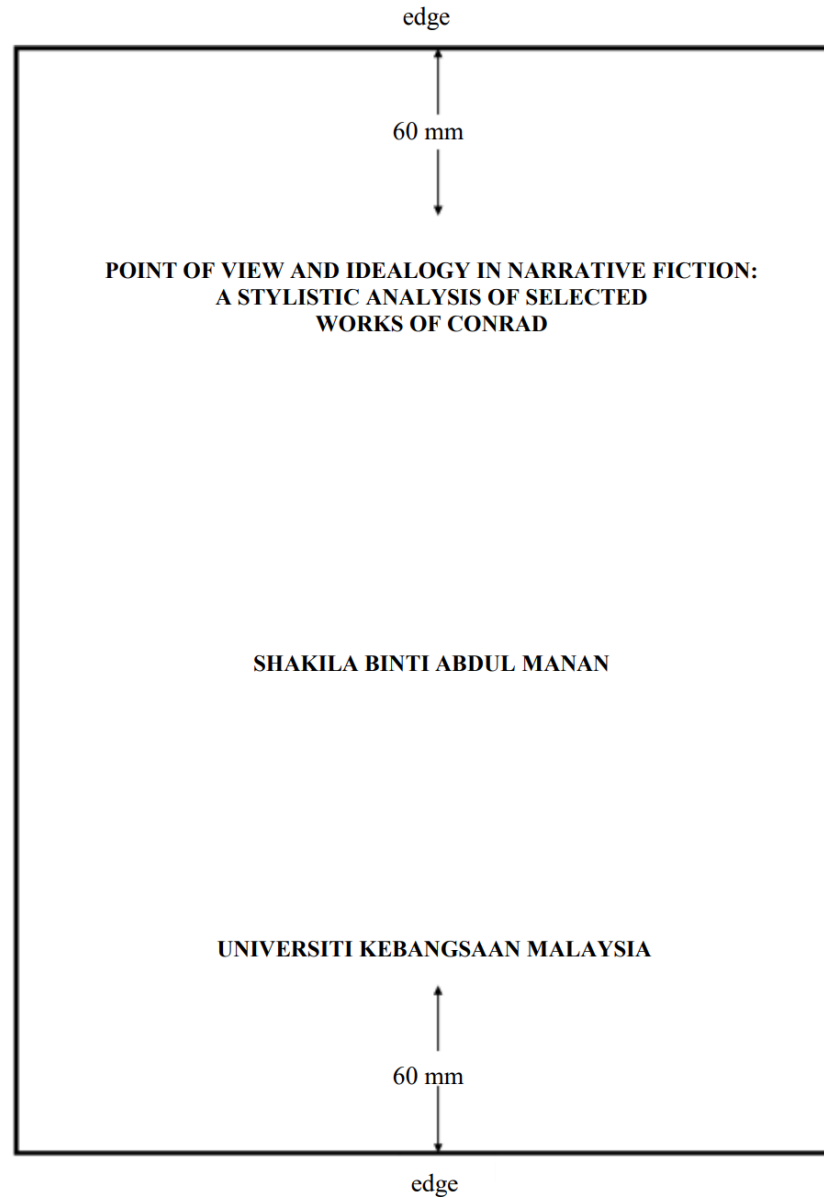 edge
60 mm
POINT OF VIEW AND IDEALOGY IN NARRATIVE FICTION:
A STYLISTIC ANALYSIS OF SELECTED
WORKS OF CONRAD
SHAKILA BINTI ABDUL MANAN
UNIVERSITI KEBANGSAAN MALAYSIA
60 mm
edge